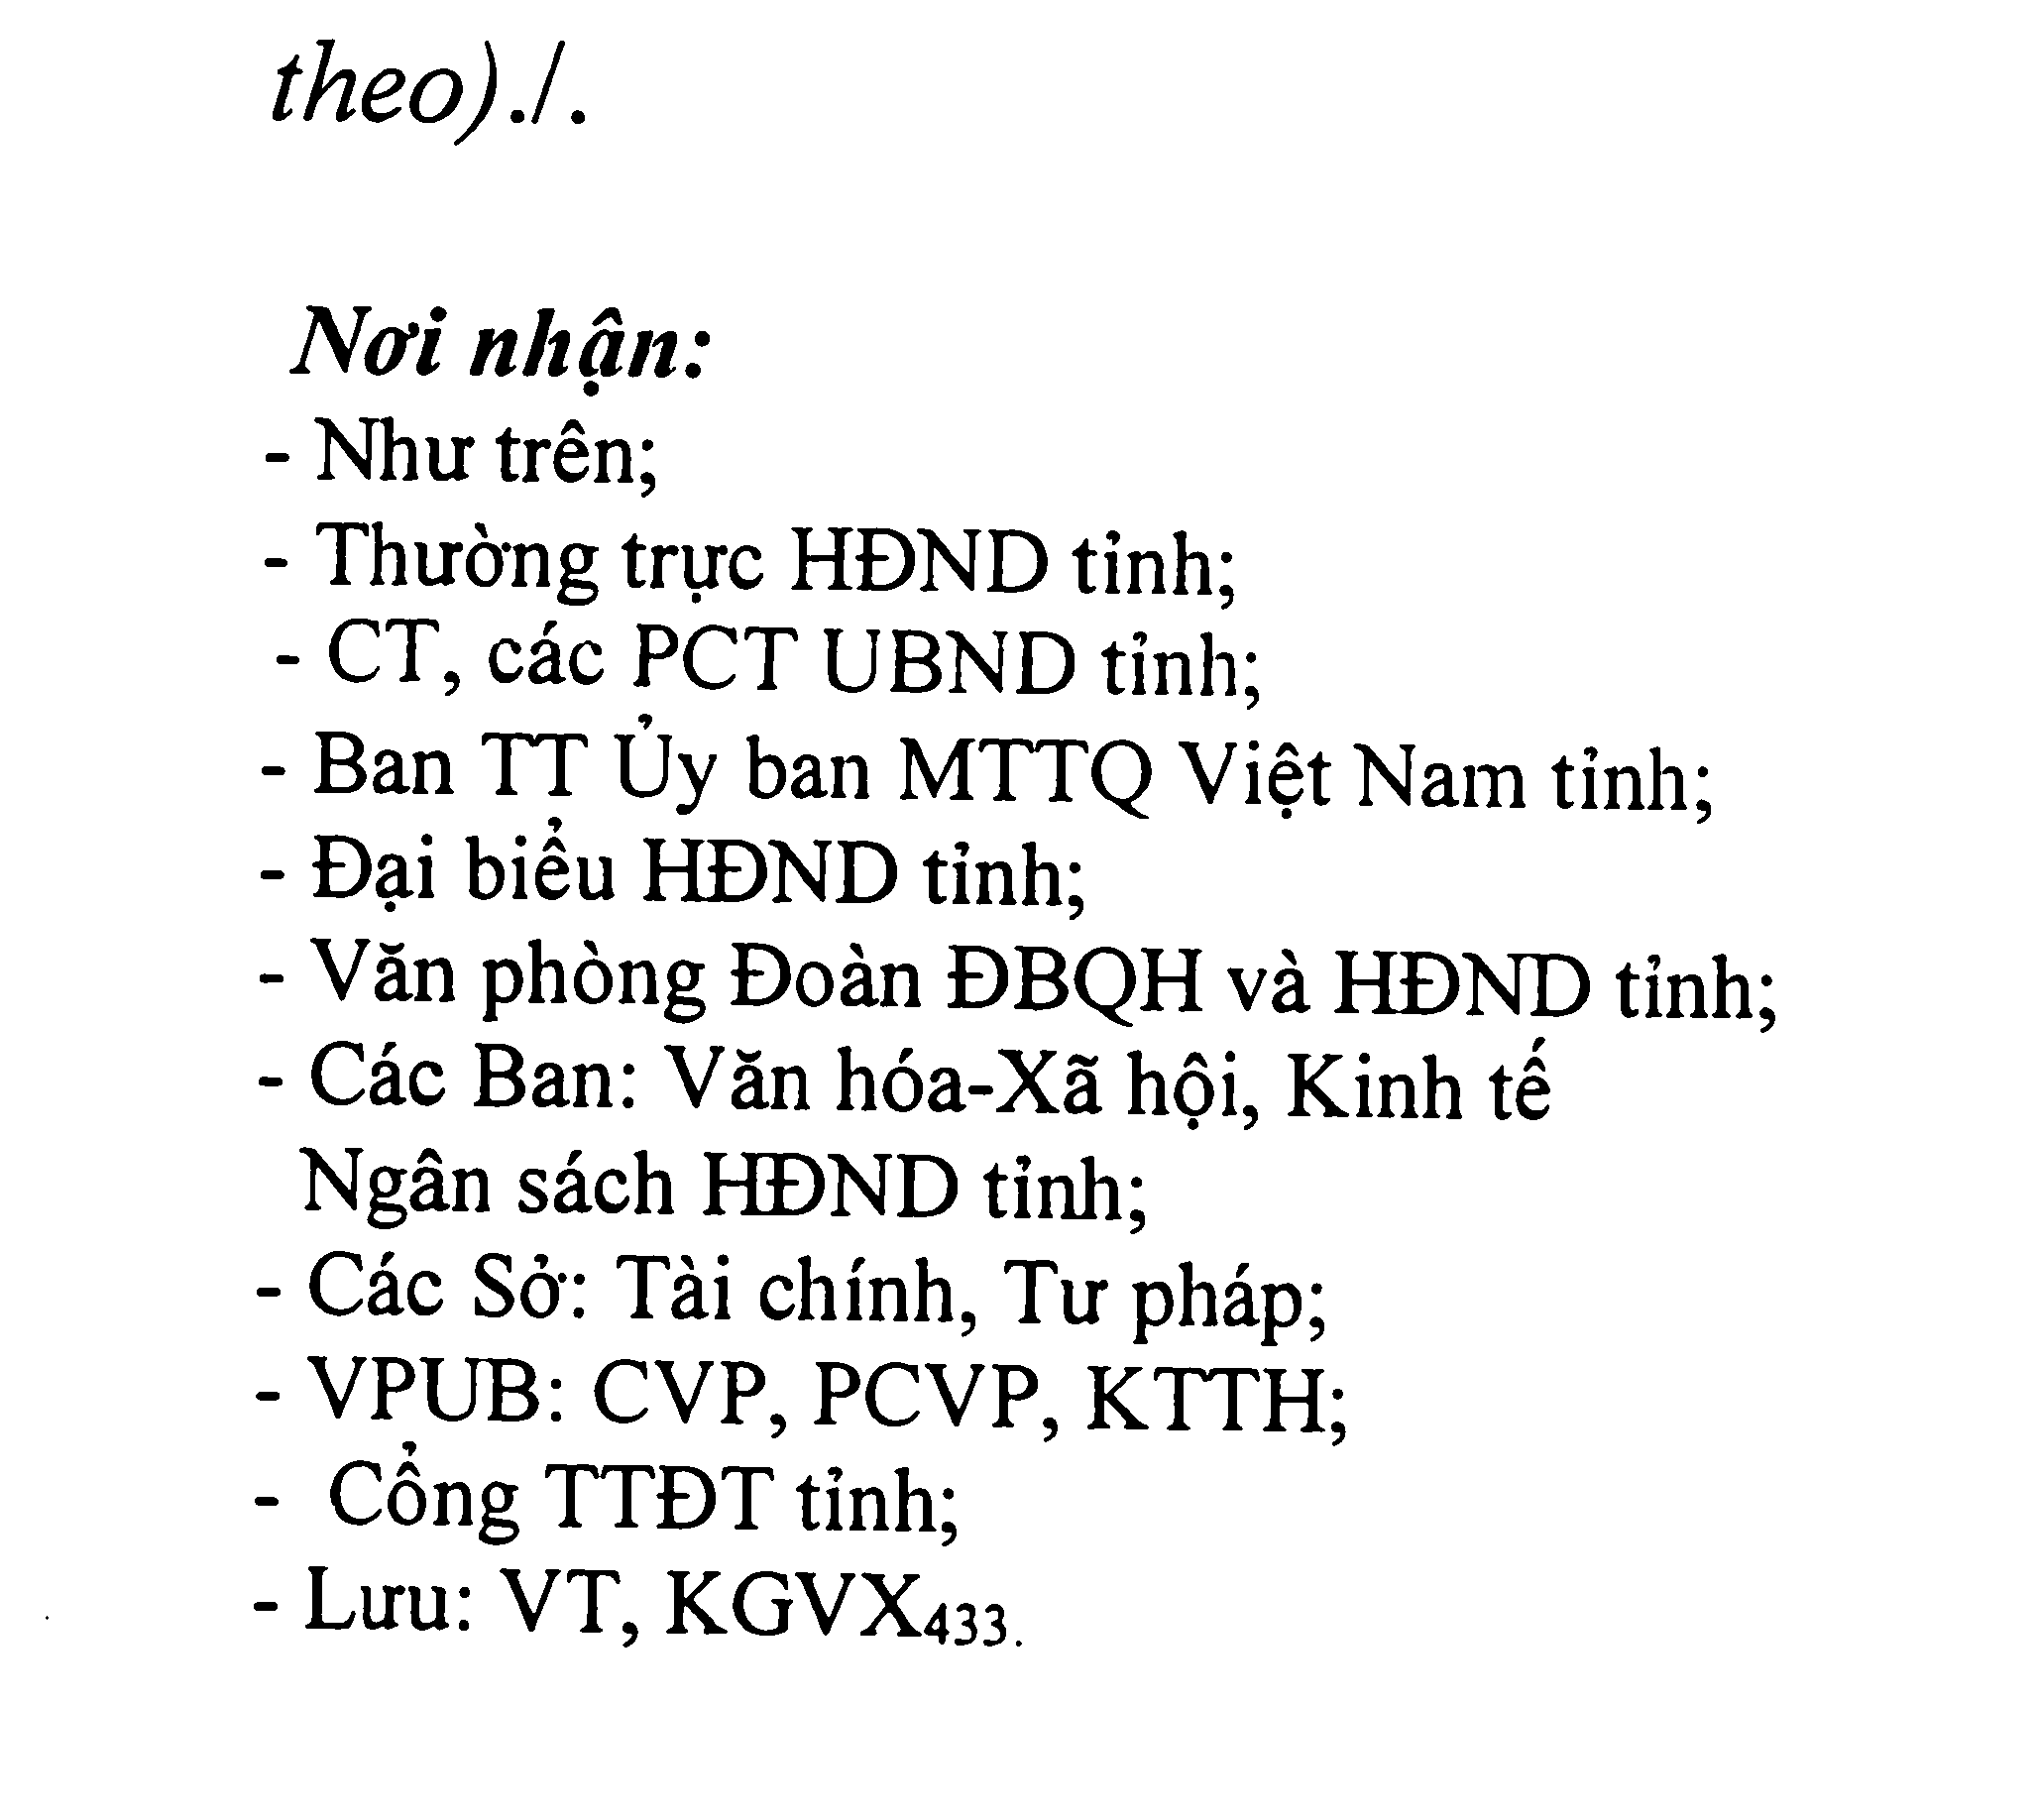 theo)./.
Nơi nhận:
- Như trên;
- Thường trực HĐND tỉnh;
- CT, các PCT UBND tỉnh;
- Ban TT Ủy ban MTTQ Việt Nam tỉnh;
- Đại biểu HĐND tỉnh;
- Văn phòng Đoàn ĐBQH và HĐND tỉnh;
- Các Ban: Văn hóa-Xã hội, Kinh tế
Ngân sách HĐND tỉnh;
- Các Sở: Tài chính, Tư pháp;
- VPUB: CVP, PCVP, KTTH;
- Cổng TTĐT tỉnh;
- Lưu: VT, KGVX433.